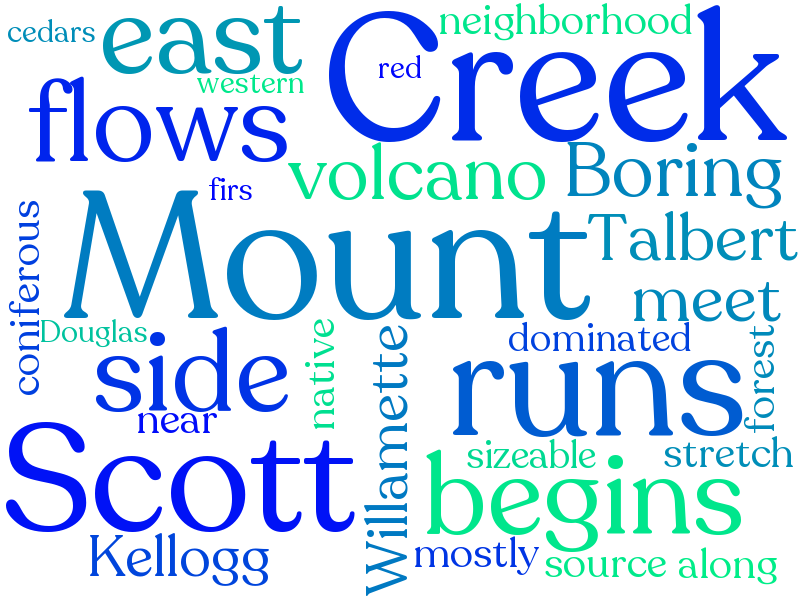 cedars
east
neighborhood
Creek
red
western
flows
volcano
Boring
firs
Mount
Talbert
coniferous
meet
Douglas
native
Willamette
dominated
forest
side
runs
near
Scott
sizeable
stretch
begins
Kellogg
mostly
source
along